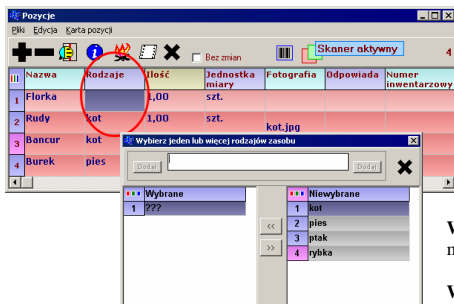 Pozycje
Pliki Edycja Karta pozycji
Bez zmian
Skaner aktywny
4
Nazwa Rodzaje Ilość Jednostka miary Fotografia Odpowiada Numer inwentarzowy
1 Florka 1,00 szt.
2 Rudy kot 1,00 szt. kot.jpg
3 Bancur kot
4 Burek pies
Wybierz jeden lub więcej rodzajów zasobu
Dodaj Dodaj
Wybrane
1 ???
<<
>>
Niewybrane
1 kot
2 pies
3 ptak
4 rybka